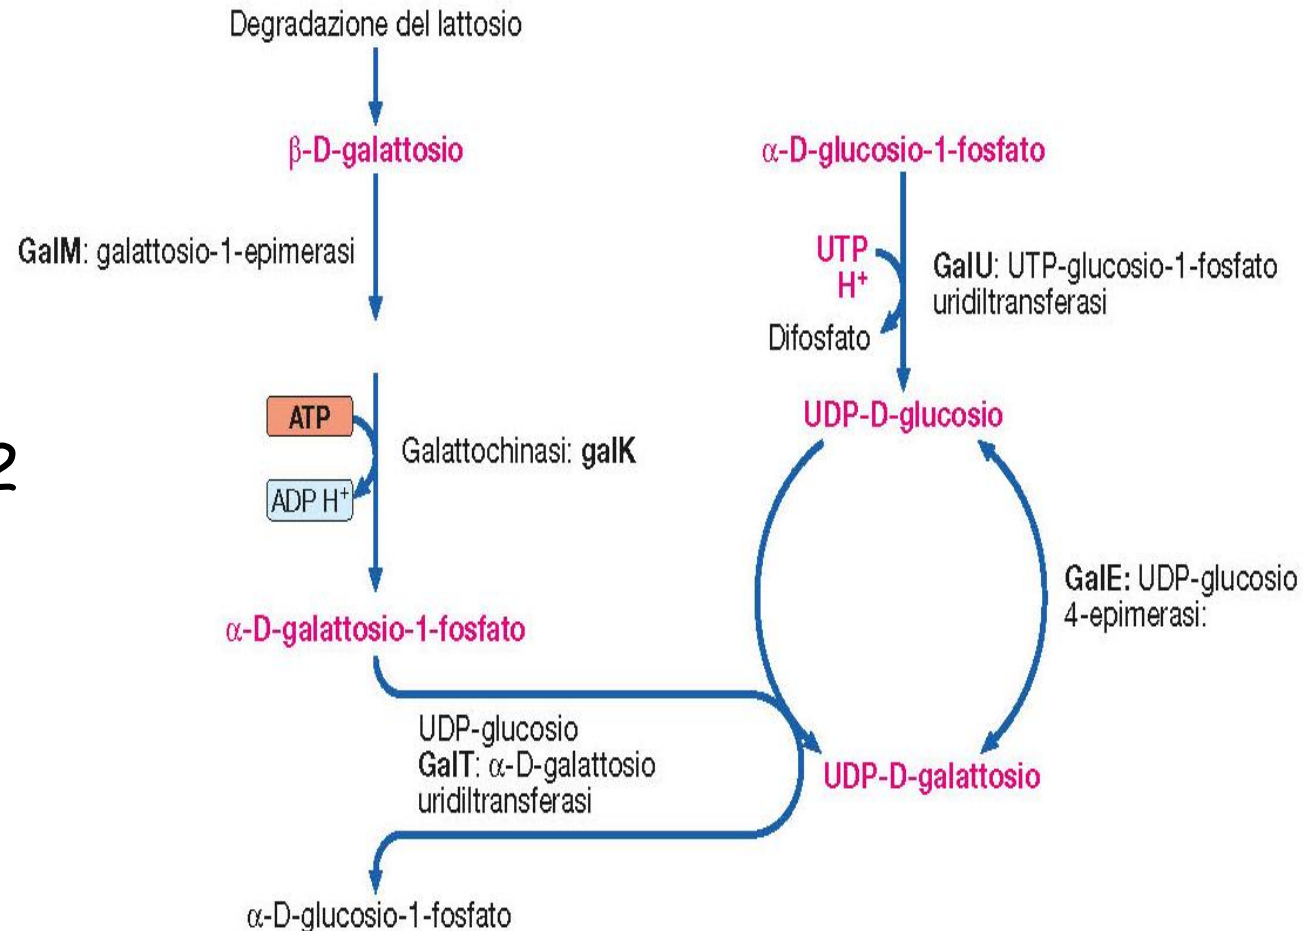 Degradazione del lattosio
β-D-galattosio
α-D-glucosio-1-fosfato
GalM: galattosio-1-epimerasi
UTP
H⁺
GalU: UTP-glucosio-1-fosfato
uridiltransferasi
Difosfato
UDP-D-glucosio
ATP
Galattochinasi: galK
ADP H⁺
2
GalE: UDP-glucosio
4-epimerasi:
α-D-galattosio-1-fosfato
UDP-glucosio
GalT: α-D-galattosio
uridiltransferasi
UDP-D-galattosio
α-D-glucosio-1-fosfato